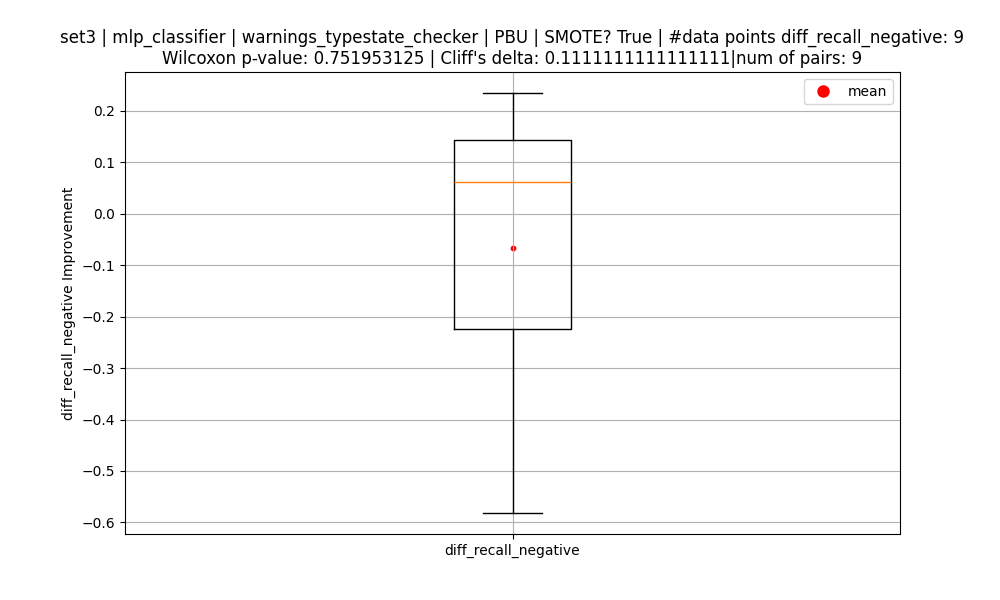 set3 | mlp_classifier | warnings_typestate_checker | PBU | SMOTE? True | #data points diff_recall_negative: 9
Wilcoxon p-value: 0.751953125 | Cliff's delta: 0.1111111111111111|num of pairs: 9
mean
0.2
0.1
0.0
−0.1
−0.2
−0.3
−0.4
−0.5
−0.6
diff_recall_negative Improvement
diff_recall_negative